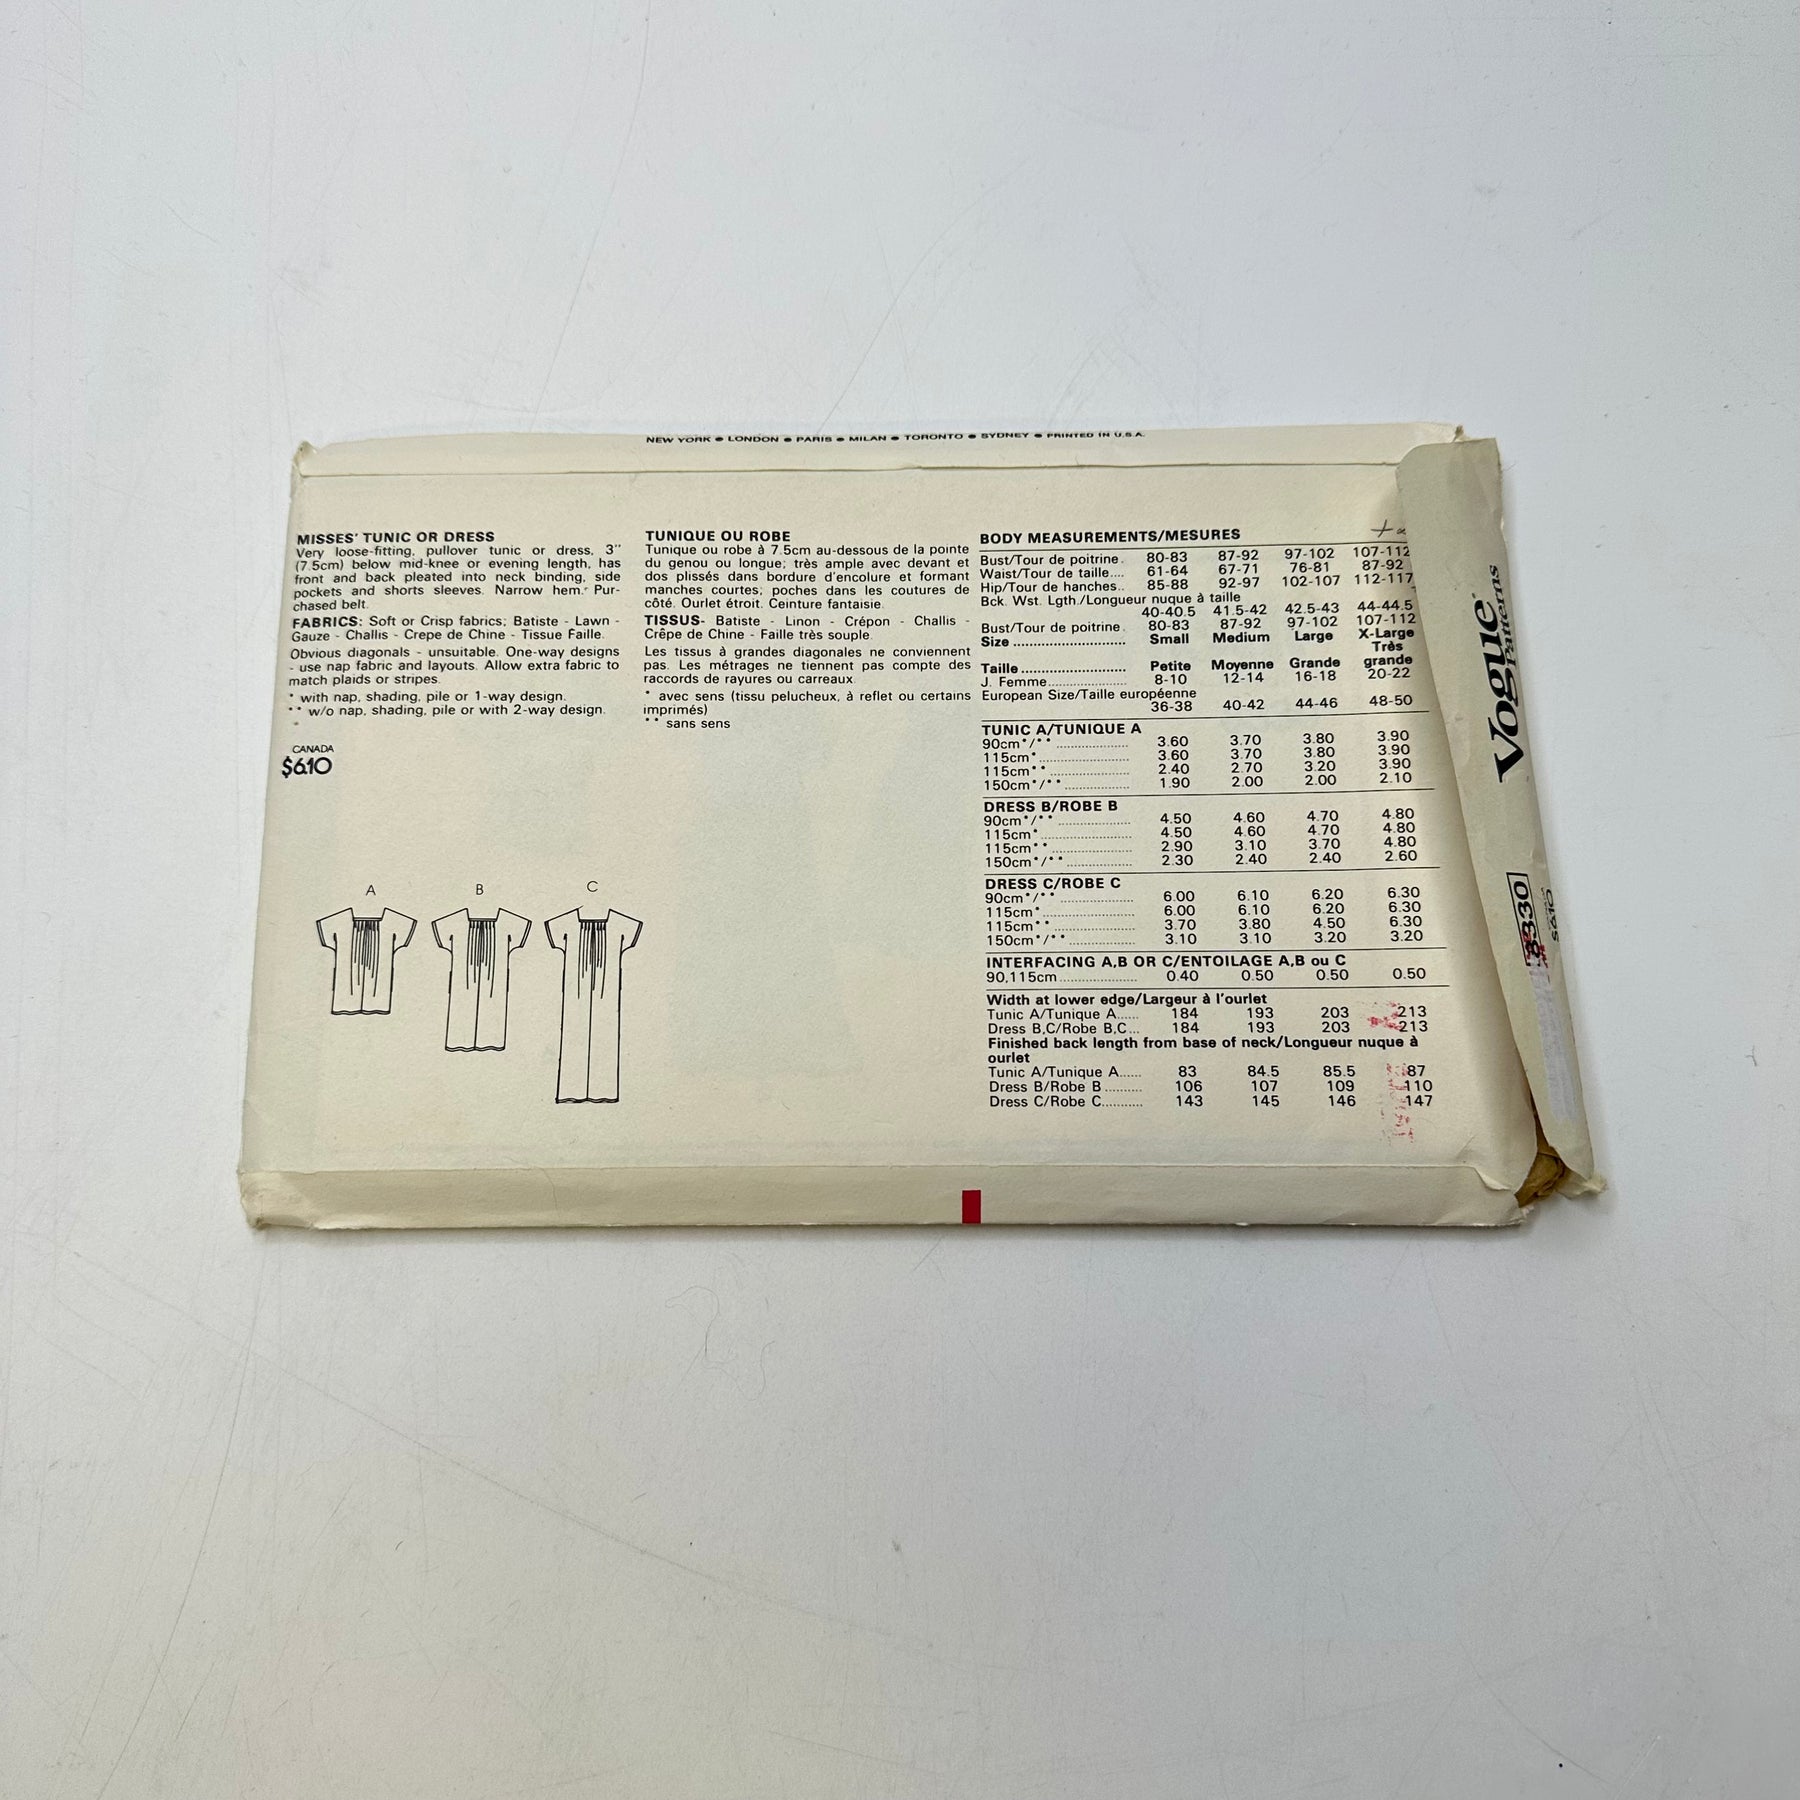 NEW YORK ● LONDON ● PARIS ● MILAN ● TORONTO ● SYDNEY ● PRINTED IN U.S.A.
MISSES' TUNIC OR DRESS
Very loose-fitting, pullover tunic or dress, 3"
(7.5cm) below mid-knee or evening length, has
front and back pleated into neck binding, side
pockets and shorts sleeves. Narrow hem. Pur-
chased belt.
FABRICS: Soft or Crisp fabrics; Batiste - Lawn -
Gauze - Challis - Crepe de Chine - Tissue Faille.
Obvious diagonals - unsuitable. One-way designs
- use nap fabric and layouts. Allow extra fabric to
match plaids or stripes.
* with nap, shading, pile or 1-way design.
** w/o nap, shading, pile or with 2-way design.
CANADA
$6.10
A B C
TUNIQUE OU ROBE
Tunique ou robe à 7.5cm au-dessous de la pointe
du genou ou longue; très ample avec devant et
dos plissés dans bordure d'encolure et formant
manches courtes; poches dans les coutures de
côté. Ourlet étroit. Ceinture fantaisie.
TISSUS- Batiste - Linon - Crépon - Challis -
Crêpe de Chine - Faille très souple.
Les tissus à grandes diagonales ne conviennent
pas. Les métrages ne tiennent pas compte des
raccords de rayures ou carreaux.
* avec sens (tissu pelucheux, à reflet ou certains
imprimés)
** sans sens
BODY MEASUREMENTS/MESURES
Bust/Tour de poitrine. 80-83 87-92 97-102 107-112
Waist/Tour de taille.... 61-64 67-71 76-81 87-92
Hip/Tour de hanches.. 85-88 92-97 102-107 112-117
Bck. Wst. Lgth./Longueur nuque à taille
40-40.5 41.5-42 42.5-43 44-44.5
Bust/Tour de poitrine. 80-83 87-92 97-102 107-112
Size Small Medium Large X-Large
Très
Taille Petite Moyenne Grande grande
J. Femme 8-10 12-14 16-18 20-22
European Size/Taille européenne
36-38 40-42 44-46 48-50
TUNIC A/TUNIQUE A
90cm*/** 3.60 3.70 3.80 3.90
115cm* 3.60 3.70 3.80 3.90
115cm** 2.40 2.70 3.20 3.90
150cm*/** 1.90 2.00 2.00 2.10
DRESS B/ROBE B
90cm*/** 4.50 4.60 4.70 4.80
115cm* 4.50 4.60 4.70 4.80
115cm** 2.90 3.10 3.70 4.80
150cm*/** 2.30 2.40 2.40 2.60
DRESS C/ROBE C
90cm*/** 6.00 6.10 6.20 6.30
115cm* 6.00 6.10 6.20 6.30
115cm** 3.70 3.80 4.50 6.30
150cm*/** 3.10 3.10 3.20 3.20
INTERFACING A,B OR C/ENTOILAGE A,B ou C
90,115cm 0.40 0.50 0.50 0.50
Width at lower edge/Largeur à l'ourlet
Tunic A/Tunique A...... 184 193 203 213
Dress B,C/Robe B,C... 184 193 203 213
Finished back length from base of neck/Longueur nuque à
ourlet
Tunic A/Tunique A...... 83 84.5 85.5 87
Dress B/Robe B 106 107 109 110
Dress C/Robe C 143 145 146 147
Vogue
Patterns
8330
$6.10